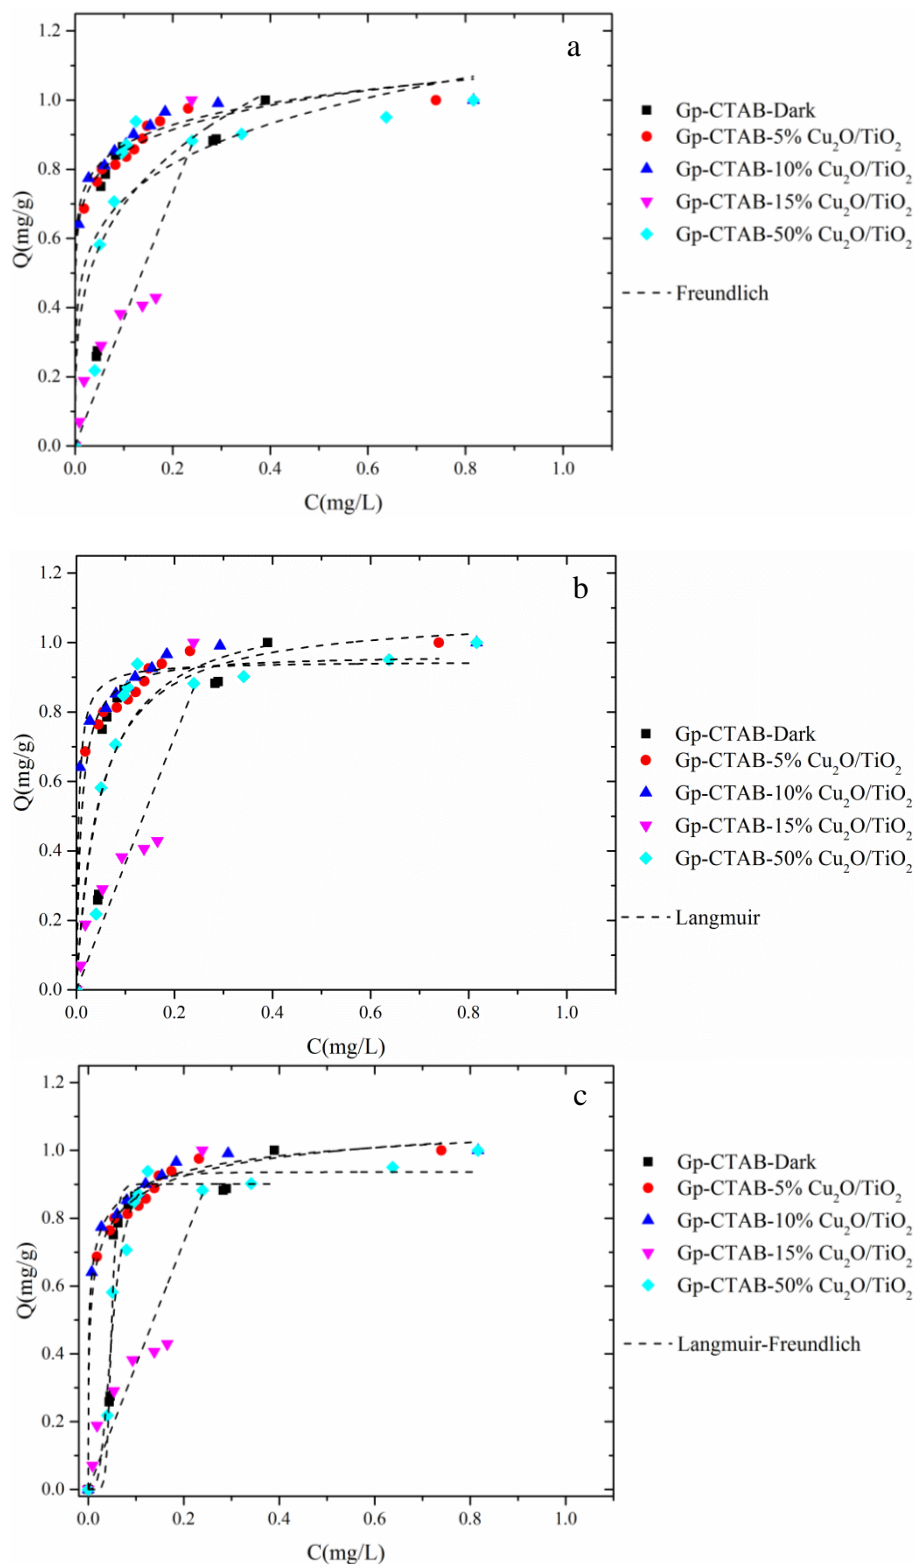 a
1.2
1.0
0.8
0.6
0.4
0.2
0.0
Q(mg/g)
0.0 0.2 0.4 0.6 0.8 1.0
C(mg/L)
Gp-CTAB-Dark
Gp-CTAB-5% Cu₂O/TiO₂
Gp-CTAB-10% Cu₂O/TiO₂
Gp-CTAB-15% Cu₂O/TiO₂
Gp-CTAB-50% Cu₂O/TiO₂
Freundlich
b
1.2
1.0
0.8
0.6
0.4
0.2
0.0
Q(mg/g)
0.0 0.2 0.4 0.6 0.8 1.0
C(mg/L)
Gp-CTAB-Dark
Gp-CTAB-5% Cu₂O/TiO₂
Gp-CTAB-10% Cu₂O/TiO₂
Gp-CTAB-15% Cu₂O/TiO₂
Gp-CTAB-50% Cu₂O/TiO₂
Langmuir
c
1.2
1.0
0.8
0.6
0.4
0.2
0.0
Q(mg/g)
0.0 0.2 0.4 0.6 0.8 1.0
C(mg/L)
Gp-CTAB-Dark
Gp-CTAB-5% Cu₂O/TiO₂
Gp-CTAB-10% Cu₂O/TiO₂
Gp-CTAB-15% Cu₂O/TiO₂
Gp-CTAB-50% Cu₂O/TiO₂
Langmuir-Freundlich